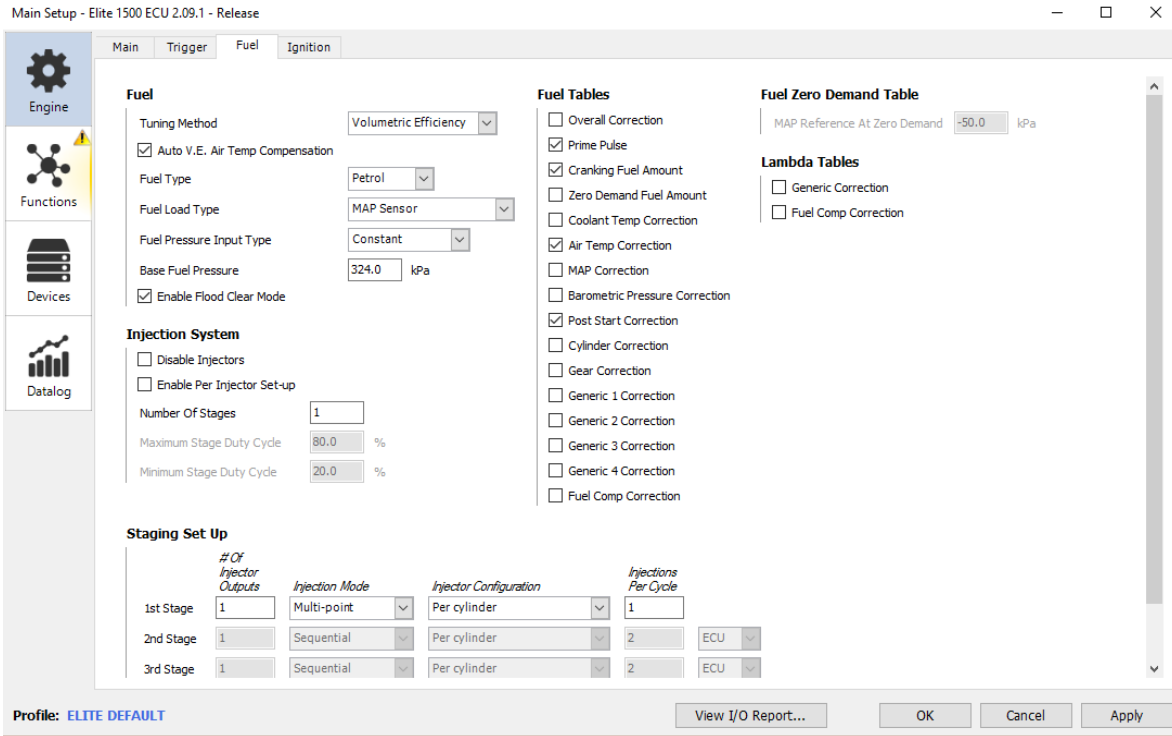 Main Setup - Elite 1500 ECU 2.09.1 - Release
Engine
Functions
Devices
Datalog
Main Trigger Fuel Ignition
Fuel
Tuning Method Volumetric Efficiency
Auto V.E. Air Temp Compensation
Fuel Type Petrol
Fuel Load Type MAP Sensor
Fuel Pressure Input Type Constant
Base Fuel Pressure 324.0 kPa
Enable Flood Clear Mode
Injection System
Disable Injectors
Enable Per Injector Set-up
Number Of Stages 1
Maximum Stage Duty Cycle 80.0 %
Minimum Stage Duty Cycle 20.0 %
Fuel Tables
Overall Correction
Prime Pulse
Cranking Fuel Amount
Zero Demand Fuel Amount
Coolant Temp Correction
Air Temp Correction
MAP Correction
Barometric Pressure Correction
Post Start Correction
Cylinder Correction
Gear Correction
Generic 1 Correction
Generic 2 Correction
Generic 3 Correction
Generic 4 Correction
Fuel Comp Correction
Fuel Zero Demand Table
MAP Reference At Zero Demand -50.0 kPa
Lambda Tables
Generic Correction
Fuel Comp Correction
Staging Set Up
# Of
Injector
Outputs Injection Mode Injector Configuration Injections
Per Cycle
1st Stage 1 Multi-point Per cylinder 1
2nd Stage 1 Sequential Per cylinder 2 ECU
3rd Stage 1 Sequential Per cylinder 2 ECU
Profile: ELITE DEFAULT
View I/O Report... OK Cancel Apply